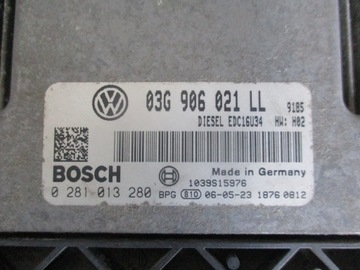 03G 906 021 LL 9185
DIESEL EDC16U34 HW: H02
Made in Germany
BOSCH
1039S15976
0 281 013 280 BPG 810 06-05-23 1876 0812